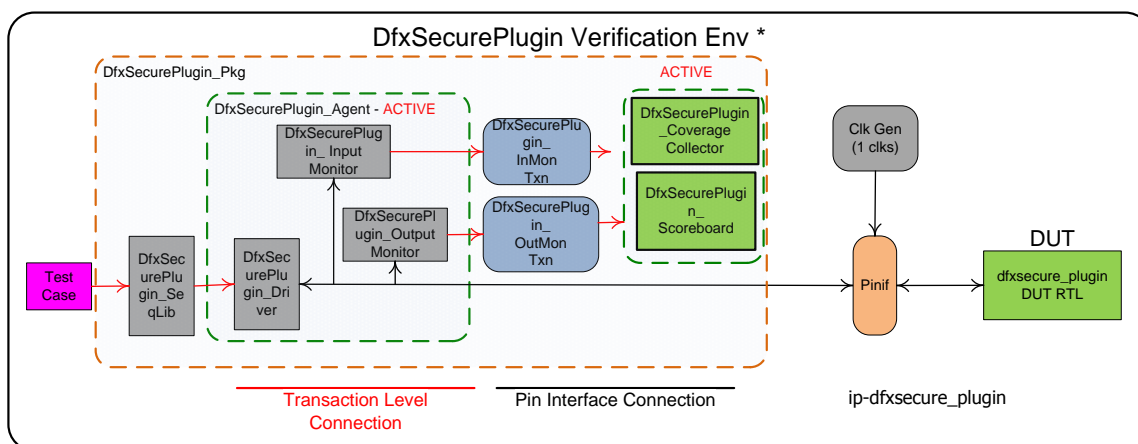 DfxSecurePlugin Verification Env *
DfxSecurePlugin_Pkg
ACTIVE
DfxSecurePlugin_Agent - ACTIVE
DfxSecurePlug
in_ Input
Monitor
DfxSecurePlu
gin_
InMon
Txn
DfxSecurePlugin
_Coverage
Collector
Clk Gen
(1 clks)
DfxSecurePl
ugin_Output
Monitor
DfxSecurePlu
gin_
OutMon
Txn
DfxSecurePlugi
n_
Scoreboard
Test
Case
DfxSec
urePlu
gin_Se
qLib
DfxSec
urePlu
gin_Dri
ver
Pinif
DUT
dfxsecure_plugin
DUT RTL
Transaction Level
Connection
Pin Interface Connection
ip-dfxsecure_plugin